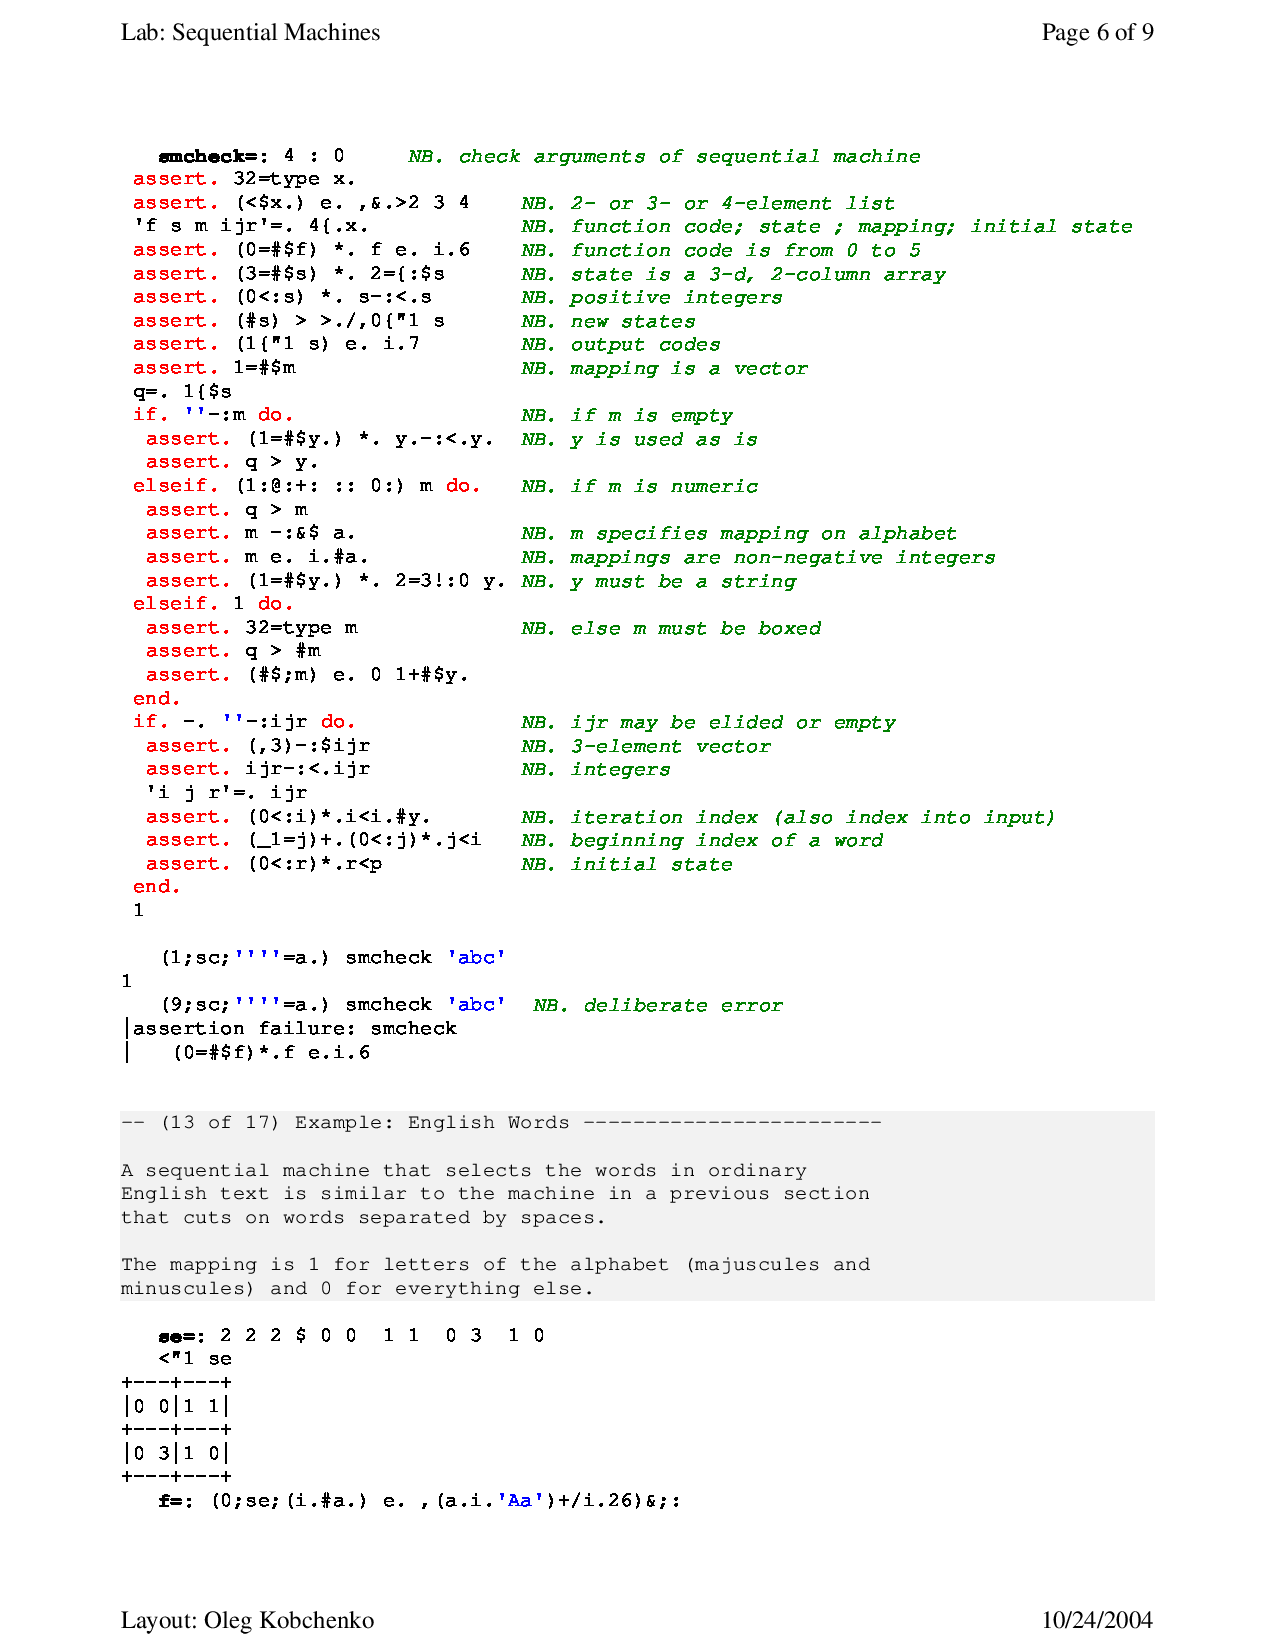 Lab: Sequential Machines Page 6 of 9
smcheck=: 4 : 0 NB. check arguments of sequential machine
assert. 32=type x.
assert. (<$x.) e. ,&.>2 3 4 NB. 2- or 3- or 4-element list
'f s m ijr'=. 4{.x. NB. function code; state ; mapping; initial state
assert. (0=#$f) *. f e. i.6 NB. function code is from 0 to 5
assert. (3=#$s) *. 2={:$s NB. state is a 3-d, 2-column array
assert. (0<:s) *. s-:<.s NB. positive integers
assert. (#s) > >./,0{"1 s NB. new states
assert. (1{"1 s) e. i.7 NB. output codes
assert. 1=#$m NB. mapping is a vector
q=. 1{$s
if. ''-:m do. NB. if m is empty
assert. (1=#$y.) *. y.-:<.y. NB. y is used as is
assert. q > y.
elseif. (1:@:+: :: 0:) m do. NB. if m is numeric
assert. q > m
assert. m -:&$ a. NB. m specifies mapping on alphabet
assert. m e. i.#a. NB. mappings are non-negative integers
assert. (1=#$y.) *. 2=3!:0 y. NB. y must be a string
elseif. 1 do.
assert. 32=type m NB. else m must be boxed
assert. q > #m
assert. (#$;m) e. 0 1+#$y.
end.
if. -. ''-:ijr do. NB. ijr may be elided or empty
assert. (,3)-:$ijr NB. 3-element vector
assert. ijr-:<.ijr NB. integers
'i j r'=. ijr
assert. (0<:i)*.i<i.#y. NB. iteration index (also index into input)
assert. (_1=j)+.(0<:j)*.j<i NB. beginning index of a word
assert. (0<:r)*.r<p NB. initial state
end.
1
(1;sc;''''=a.) smcheck 'abc'
1
(9;sc;''''=a.) smcheck 'abc' NB. deliberate error
|assertion failure: smcheck
| (0=#$f)*.f e.i.6
-- (13 of 17) Example: English Words ------------------------
A sequential machine that selects the words in ordinary
English text is similar to the machine in a previous section
that cuts on words separated by spaces.
The mapping is 1 for letters of the alphabet (majuscules and
minuscules) and 0 for everything else.
se=: 2 2 2 $ 0 0 1 1 0 3 1 0
<"1 se
+---+---+
|0 0|1 1|
+---+---+
|0 3|1 0|
+---+---+
f=: (0;se;(i.#a.) e. ,(a.i.'Aa')+/i.26)&;:
Layout: Oleg Kobchenko 10/24/2004